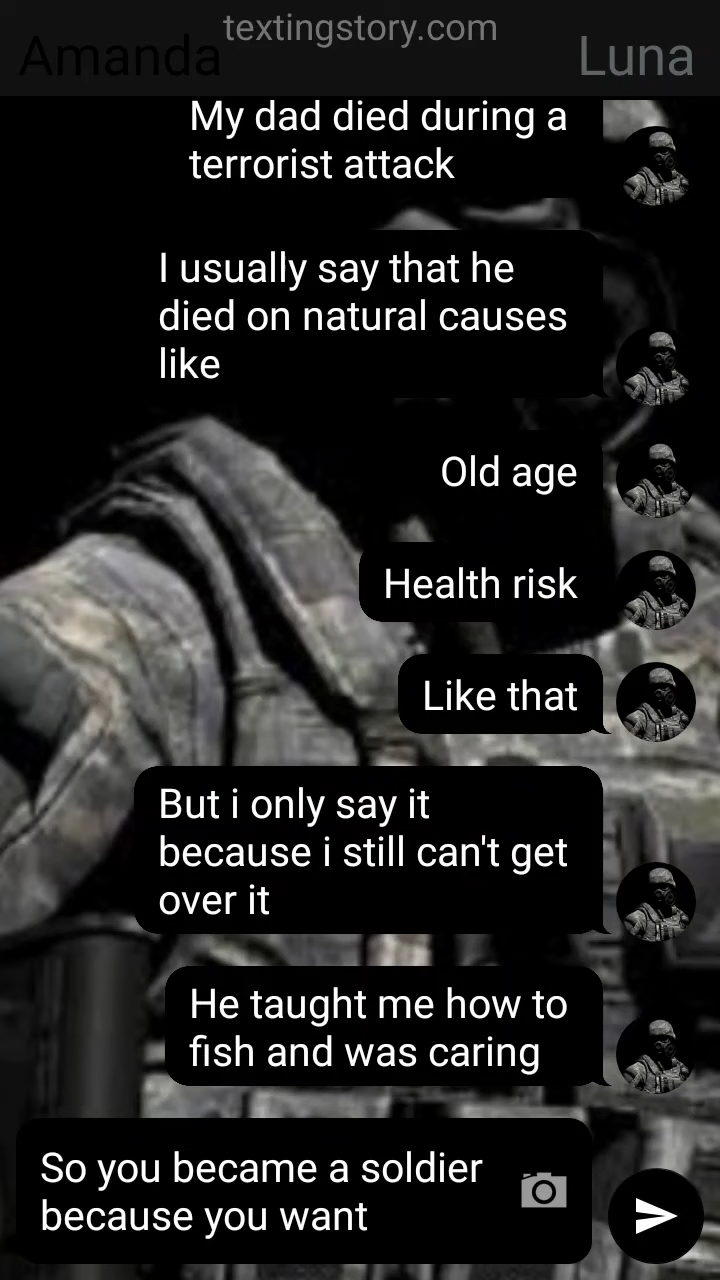 textingstory.com
Amanda
Luna
My dad died during a
terrorist attack
I usually say that he
died on natural causes
like
Old age
Health risk
Like that
But i only say it
because i still can't get
over it
He taught me how to
fish and was caring
So you became a soldier
because you want